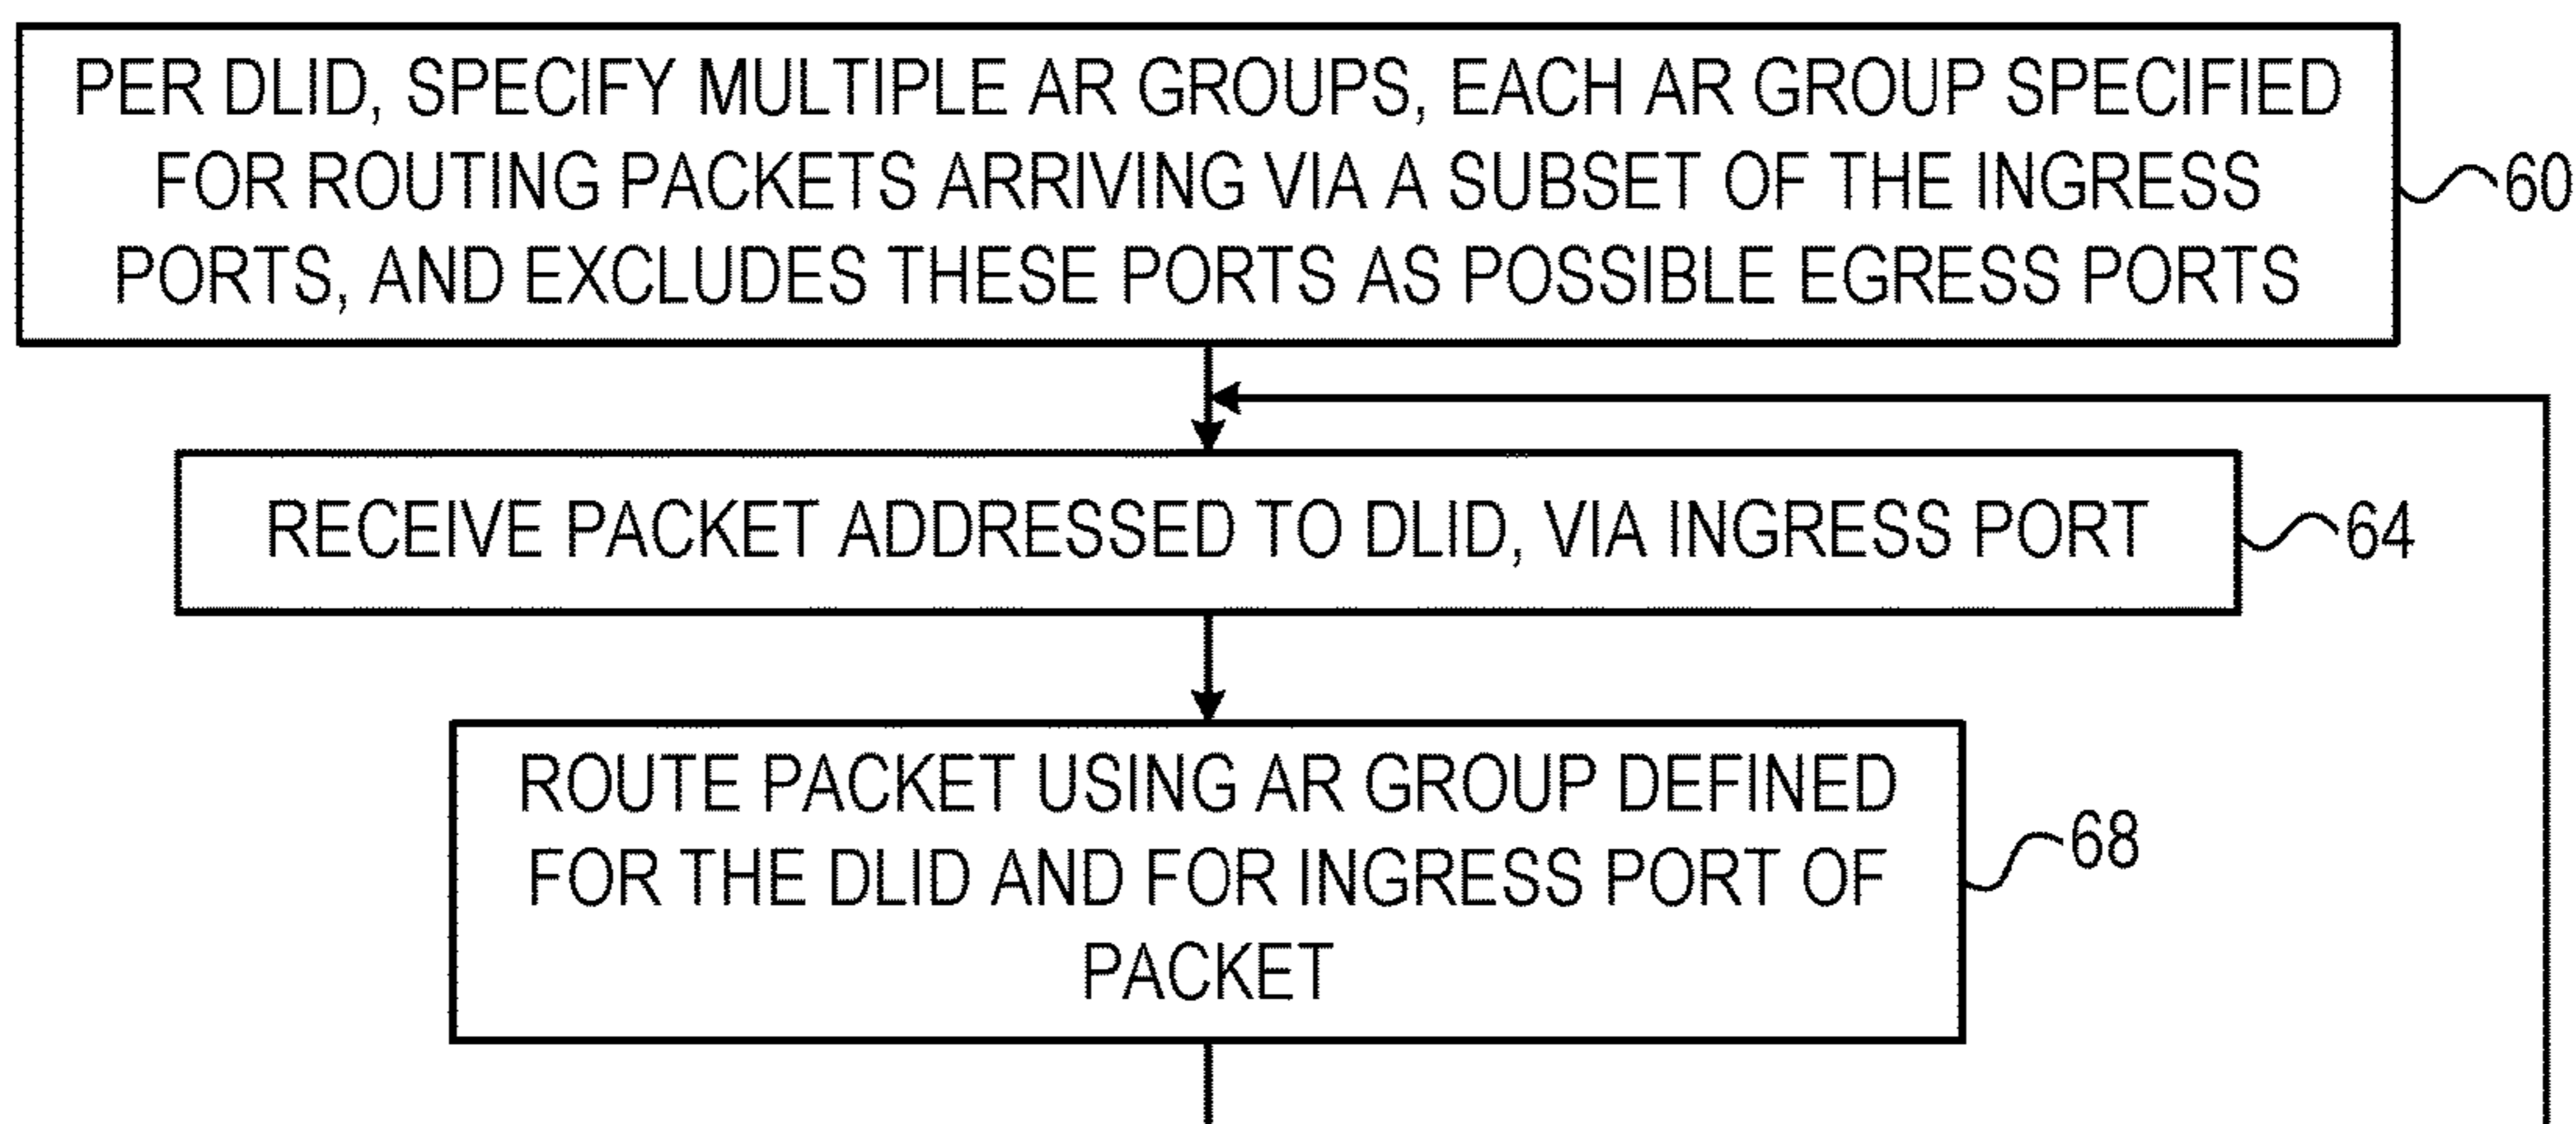 PER DLID, SPECIFY MULTIPLE AR GROUPS, EACH AR GROUP SPECIFIED
FOR ROUTING PACKETS ARRIVING VIA A SUBSET OF THE INGRESS
PORTS, AND EXCLUDES THESE PORTS AS POSSIBLE EGRESS PORTS
60
RECEIVE PACKET ADDRESSED TO DLID, VIA INGRESS PORT
64
ROUTE PACKET USING AR GROUP DEFINED
FOR THE DLID AND FOR INGRESS PORT OF
PACKET
68